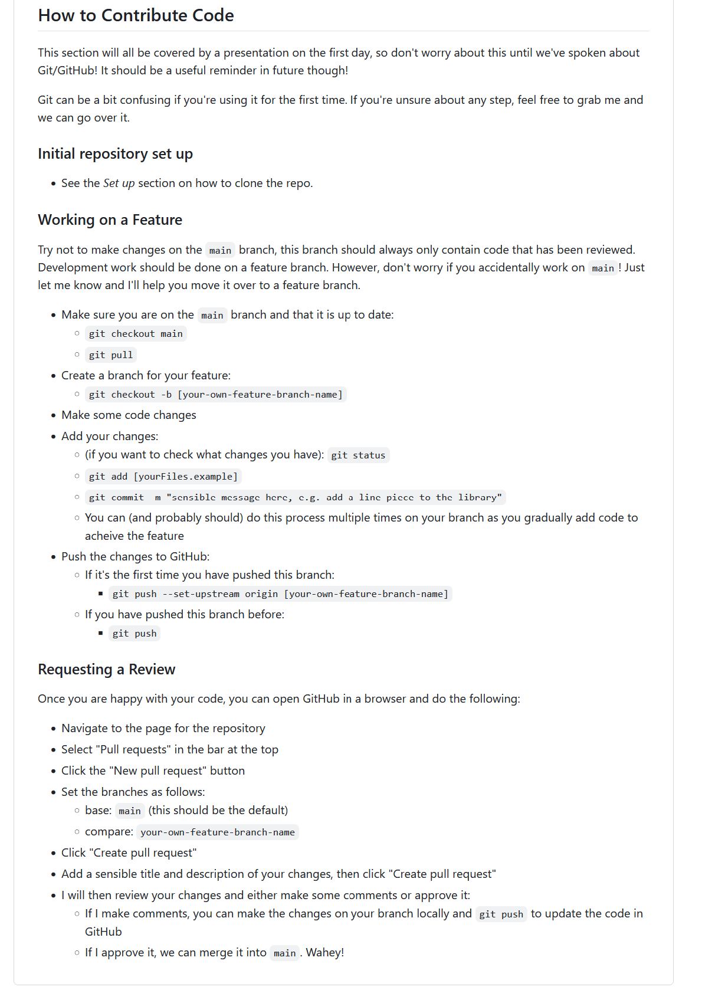 How to Contribute Code
This section will all be covered by a presentation on the first day, so don't worry about this until we've spoken about
Git/GitHub! It should be a useful reminder in future though!
Git can be a bit confusing if you're using it for the first time. If you're unsure about any step, feel free to grab me and
we can go over it.
Initial repository set up
• See the Set up section on how to clone the repo.
Working on a Feature
Try not to make changes on the main branch, this branch should always only contain code that has been reviewed.
Development work should be done on a feature branch. However, don't worry if you accidentally work on main! Just
let me know and I'll help you move it over to a feature branch.
• Make sure you are on the main branch and that it is up to date:
◦ git checkout main
◦ git pull
• Create a branch for your feature:
◦ git checkout -b [your-own-feature-branch-name]
• Make some code changes
• Add your changes:
◦ (if you want to check what changes you have): git status
◦ git add [yourFiles.example]
◦ git commit  m "sensible message here, e.g. add a line piece to the library"
◦ You can (and probably should) do this process multiple times on your branch as you gradually add code to
acheive the feature
• Push the changes to GitHub:
◦ If it's the first time you have pushed this branch:
▪ git push --set-upstream origin [your-own-feature-branch-name]
◦ If you have pushed this branch before:
▪ git push
Requesting a Review
Once you are happy with your code, you can open GitHub in a browser and do the following:
• Navigate to the page for the repository
• Select "Pull requests" in the bar at the top
• Click the "New pull request" button
• Set the branches as follows:
◦ base: main (this should be the default)
◦ compare: your-own-feature-branch-name
• Click "Create pull request"
• Add a sensible title and description of your changes, then click "Create pull request"
• I will then review your changes and either make some comments or approve it:
◦ If I make comments, you can make the changes on your branch locally and git push to update the code in
GitHub
◦ If I approve it, we can merge it into main. Wahey!